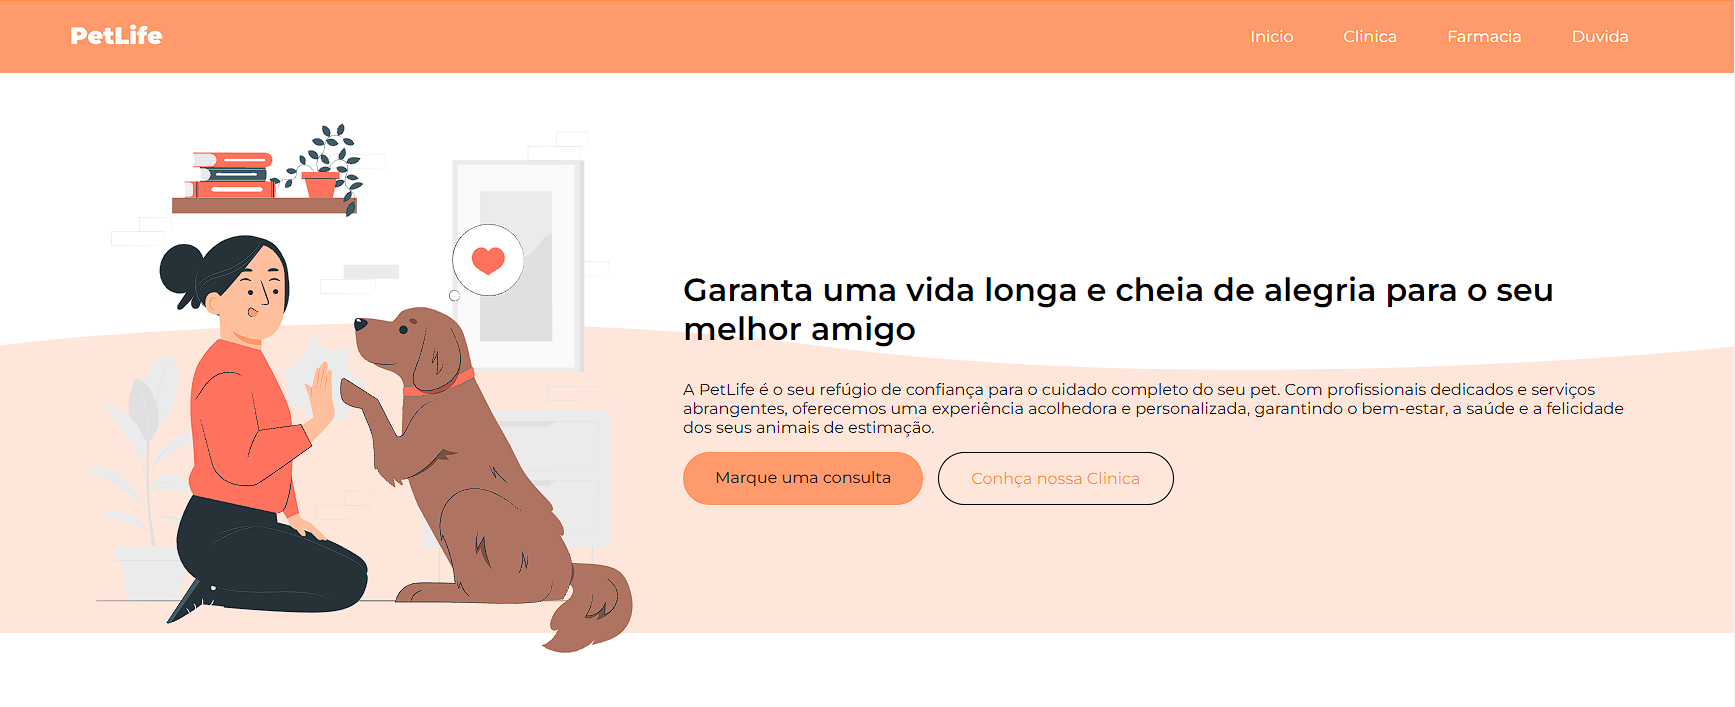 PetLife
Inicio
Clinica
Farmacia
Duvida
Garanta uma vida longa e cheia de alegria para o seu
melhor amigo
A PetLife é o seu refúgio de confiança para o cuidado completo do seu pet. Com profissionais dedicados e serviços
abrangentes, oferecemos uma experiência acolhedora e personalizada, garantindo o bem-estar, a saúde e a felicidade
dos seus animais de estimação.
Marque uma consulta
Conhça nossa Clinica